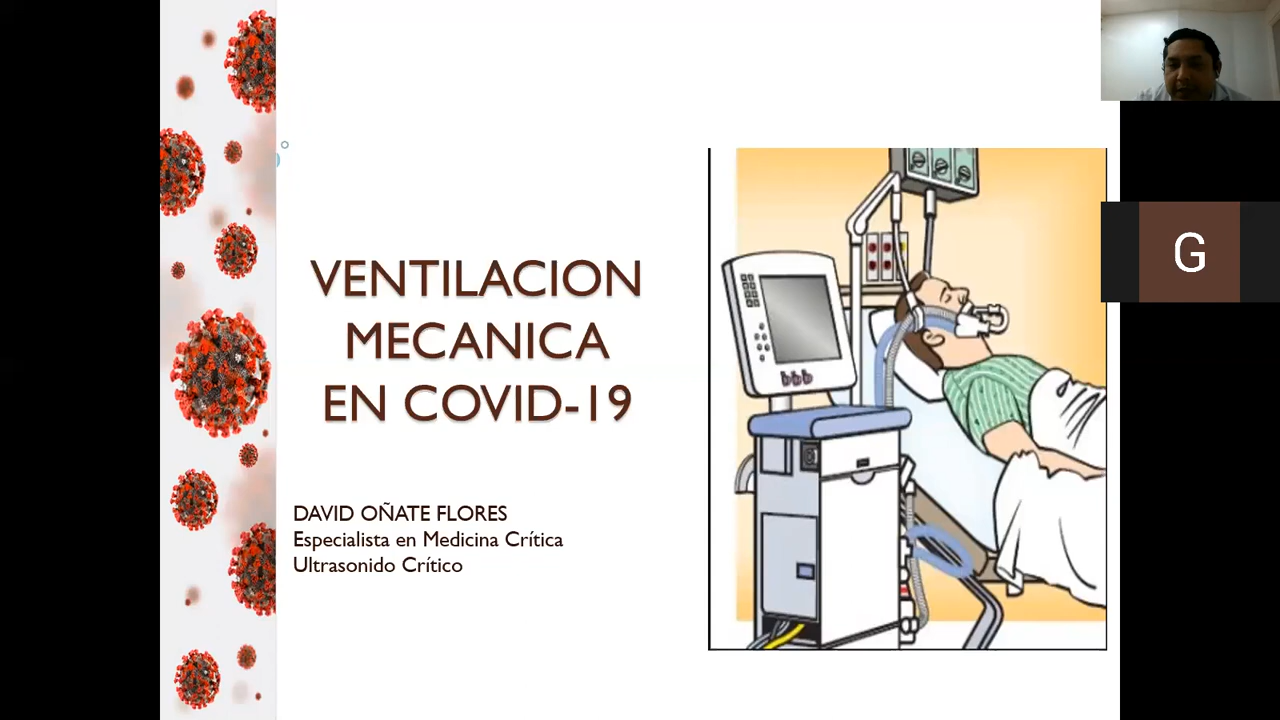 VENTILACION
MECANICA
EN COVID-19
DAVID OÑATE FLORES
Especialista en Medicina Crítica
Ultrasonido Crítico
G